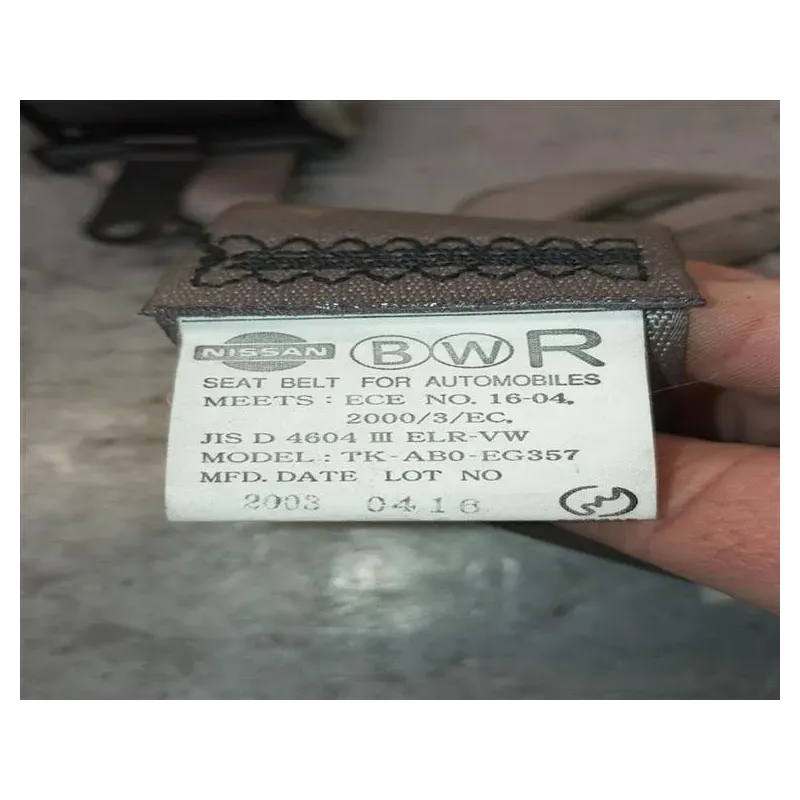 NISSAN B W R
SEAT BELT FOR AUTOMOBILES
MEETS : ECE NO. 16-04.
2000/3/EC.
JIS D 4604 III ELR-VW
MODEL : TK-AB0-EG357
MFD. DATE LOT NO
2003 0416